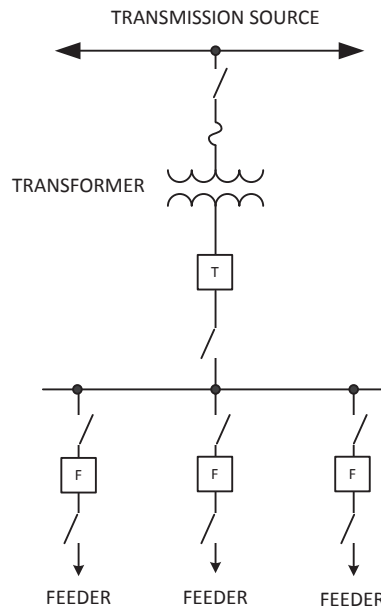 TRANSMISSION SOURCE
TRANSFORMER
T
F F F
FEEDER FEEDER FEEDER